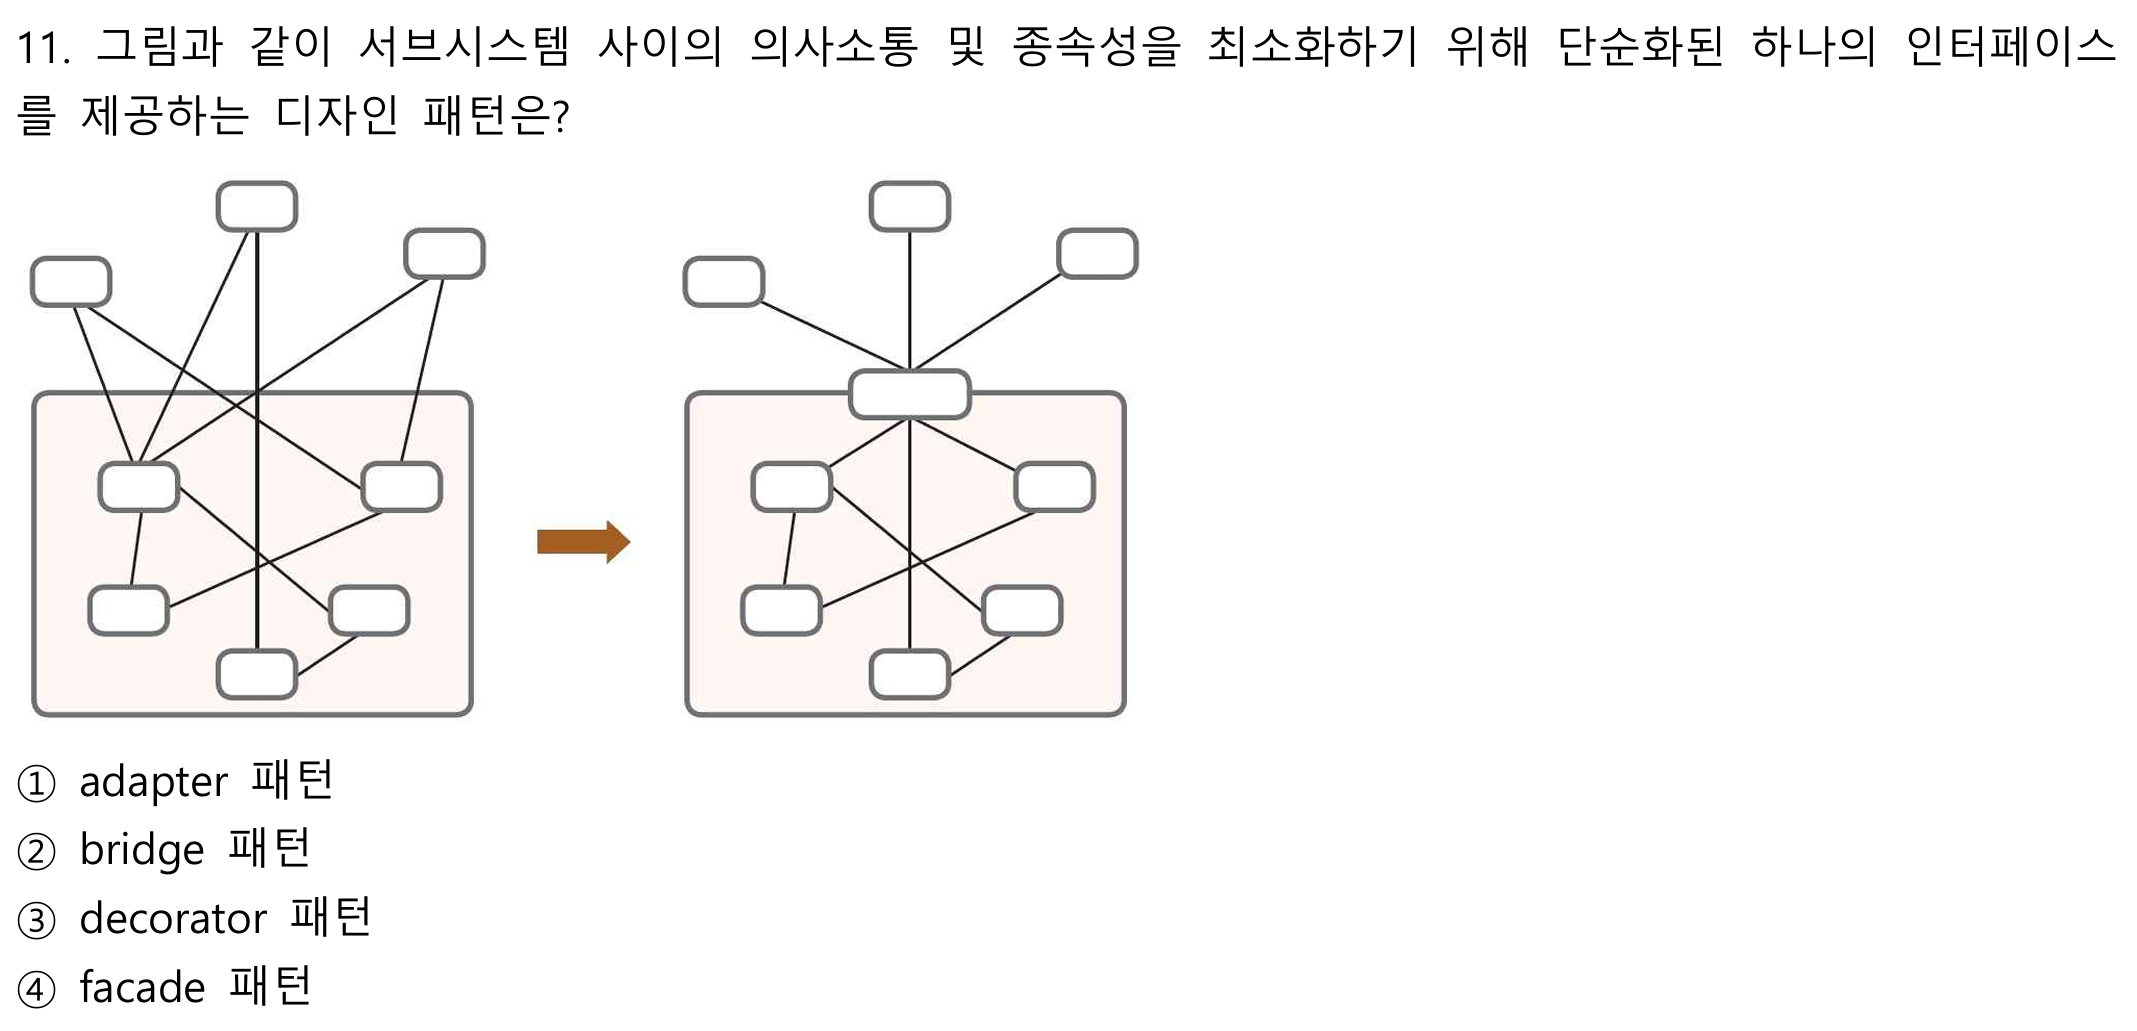 11. 그림과 같이 서브시스템 사이의 의사소통 및 종속성을 최소화하기 위해 단순화된 하나의 인터페이스
를 제공하는 디자인 패턴은?
① adapter 패턴
② bridge 패턴
③ decorator 패턴
④ facade 패턴